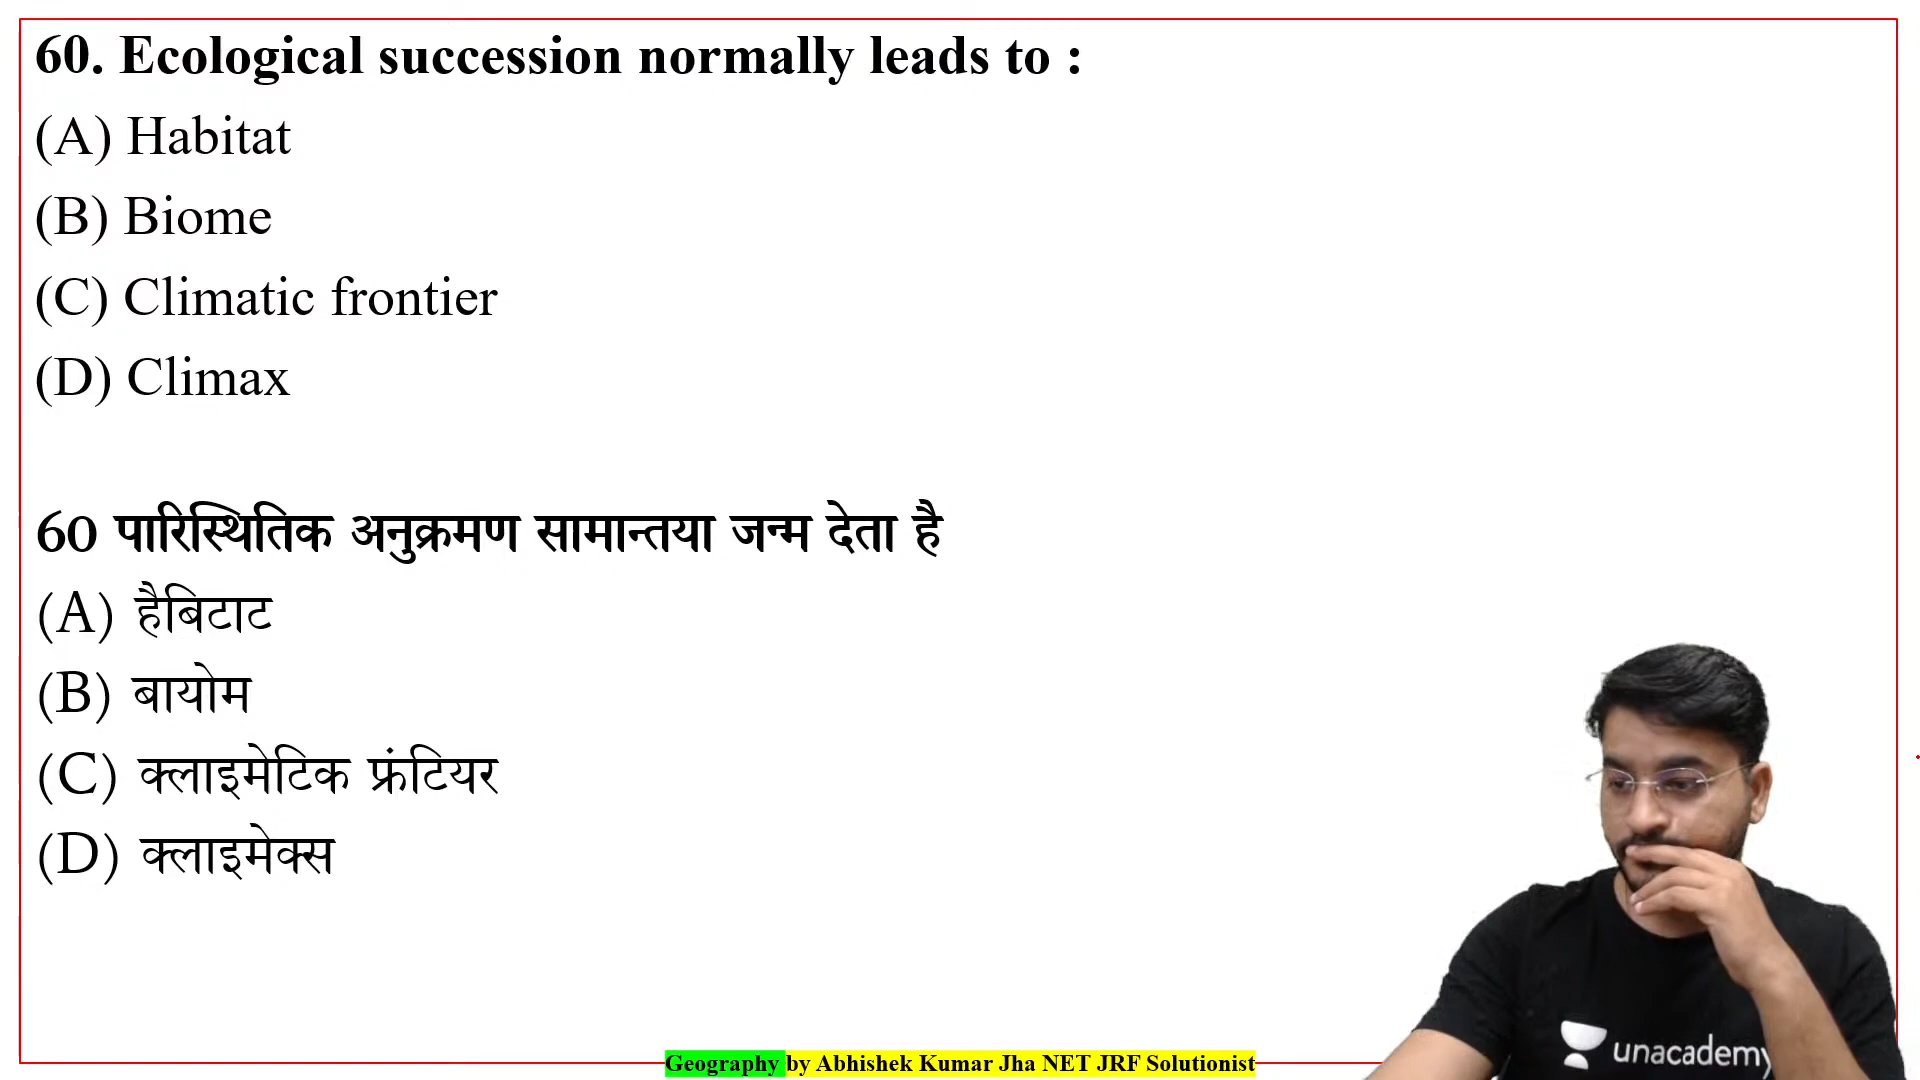 60. Ecological succession normally leads to :
(A) Habitat
(B) Biome
(C) Climatic frontier
(D) Climax
60 पारिस्थितिक अनुक्रमण सामान्तया जन्म देता है
(A) हैबिटाट
(B) बायोम
(C) क्लाइमेटिक फ्रंटियर
(D) क्लाइमेक्स
unacademy
Geography by Abhishek Kumar Jha NET JRF Solutionist